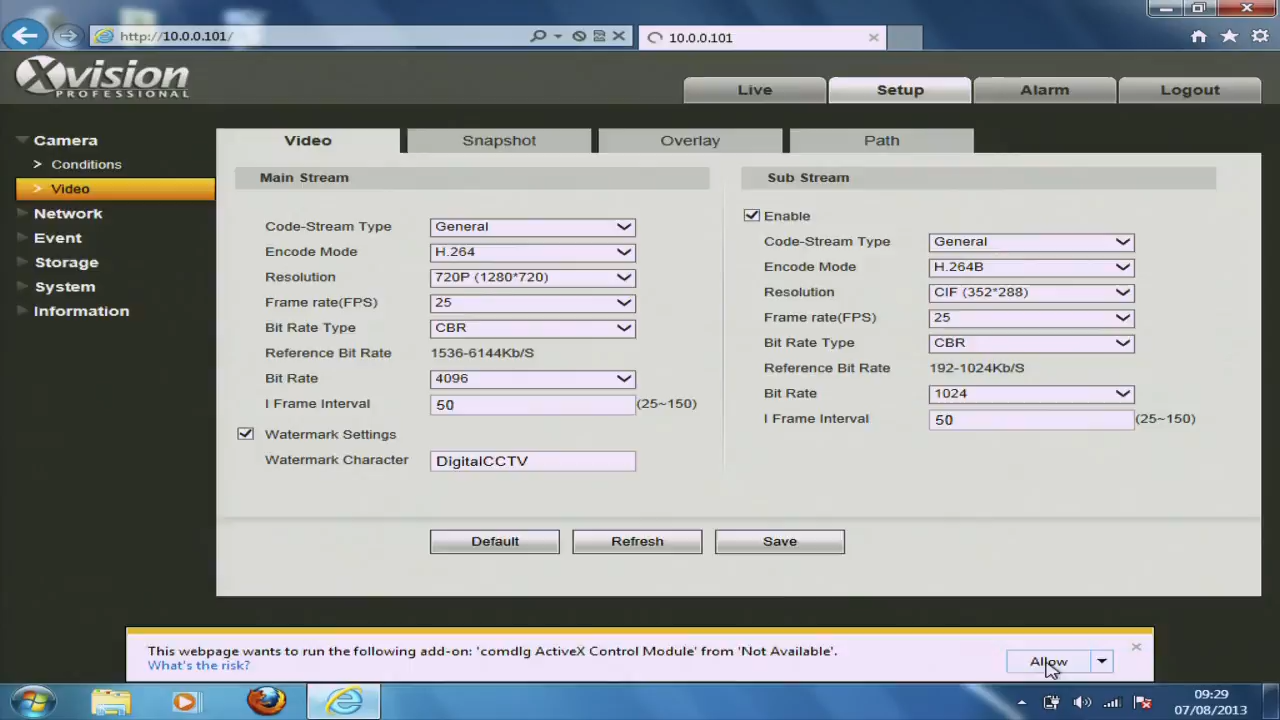 http://10.0.0.101/
10.0.0.101
Xvision
PROFESSIONAL
Live
Setup
Alarm
Logout
Camera
Conditions
Video
Network
Event
Storage
System
Information
Video
Snapshot
Overlay
Path
Main Stream
Code-Stream Type General
Encode Mode H.264
Resolution 720P (1280*720)
Frame rate(FPS) 25
Bit Rate Type CBR
Reference Bit Rate 1536-6144Kb/S
Bit Rate 4096
I Frame Interval 50 (25~150)
Watermark Settings
Watermark Character DigitalCCTV
Sub Stream
Enable
Code-Stream Type General
Encode Mode H.264B
Resolution CIF (352*288)
Frame rate(FPS) 25
Bit Rate Type CBR
Reference Bit Rate 192-1024Kb/S
Bit Rate 1024
I Frame Interval 50 (25~150)
Default
Refresh
Save
This webpage wants to run the following add-on: 'comdlg ActiveX Control Module' from 'Not Available'.
What's the risk?
Allow
09:29
07/08/2013